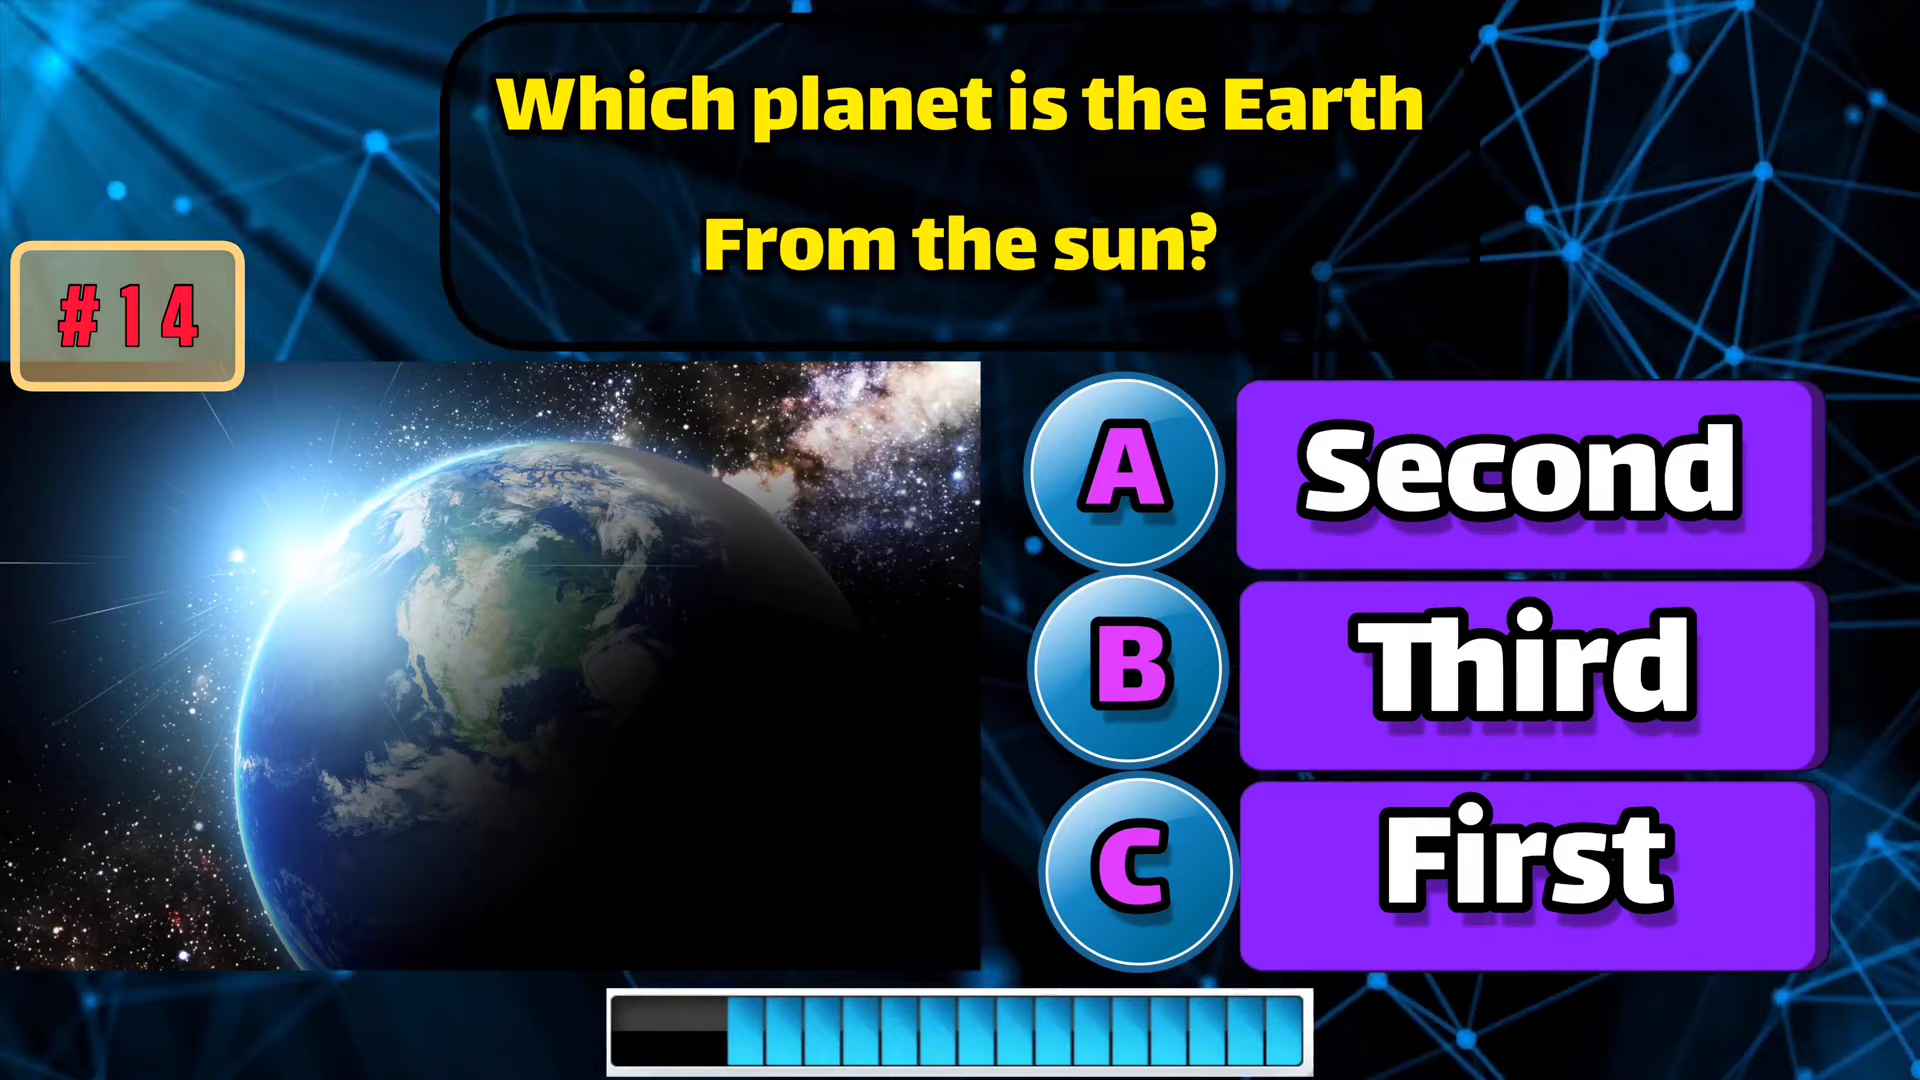 Which planet is the Earth
From the sun?
#14
A Second
B Third
C First